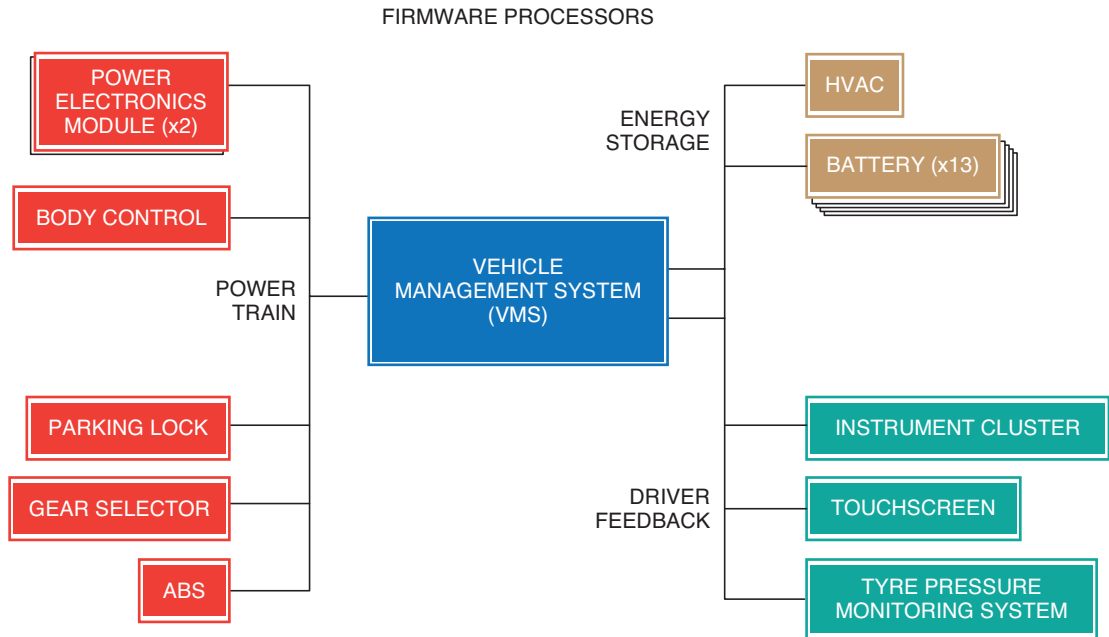 FIRMWARE PROCESSORS
POWER
ELECTRONICS
MODULE (x2)
BODY CONTROL
POWER
TRAIN
PARKING LOCK
GEAR SELECTOR
ABS
VEHICLE
MANAGEMENT SYSTEM
(VMS)
ENERGY
STORAGE
HVAC
BATTERY (x13)
DRIVER
FEEDBACK
INSTRUMENT CLUSTER
TOUCHSCREEN
TYRE PRESSURE
MONITORING SYSTEM